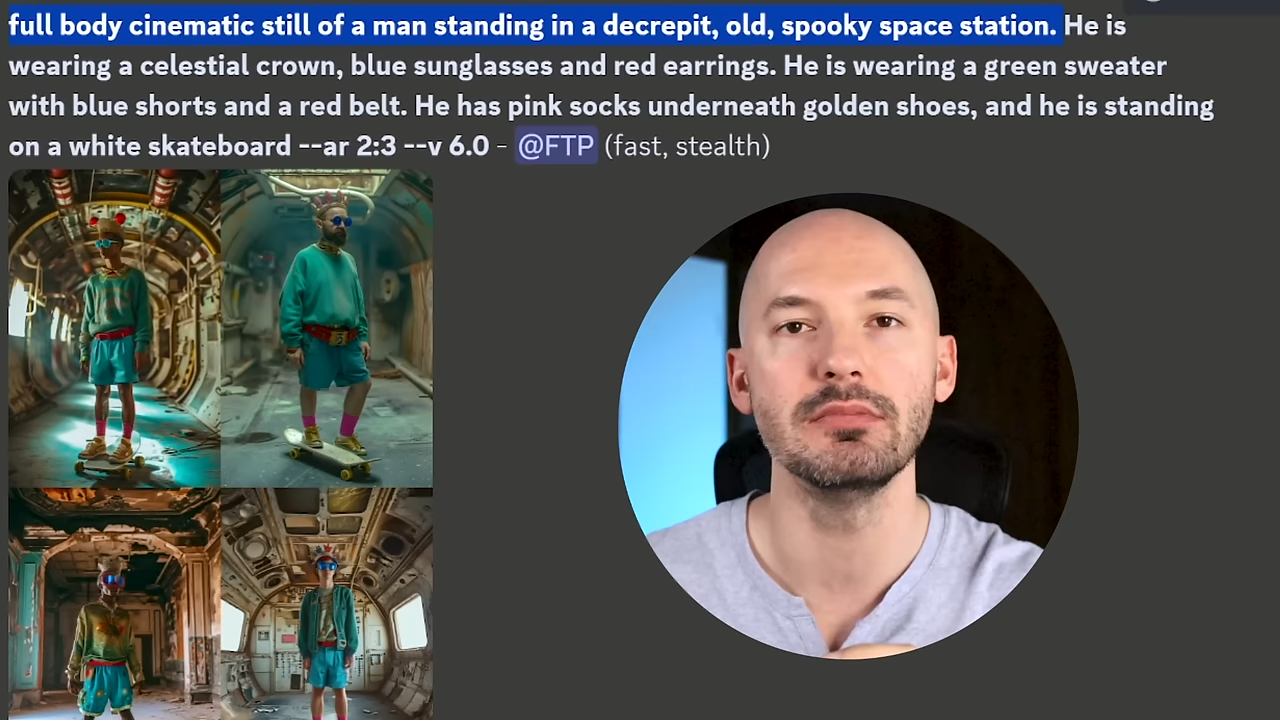 full body cinematic still of a man standing in a decrepit, old, spooky space station. He is
wearing a celestial crown, blue sunglasses and red earrings. He is wearing a green sweater
with blue shorts and a red belt. He has pink socks underneath golden shoes, and he is standing
on a white skateboard --ar 2:3 --v 6.0 - @FTP (fast, stealth)